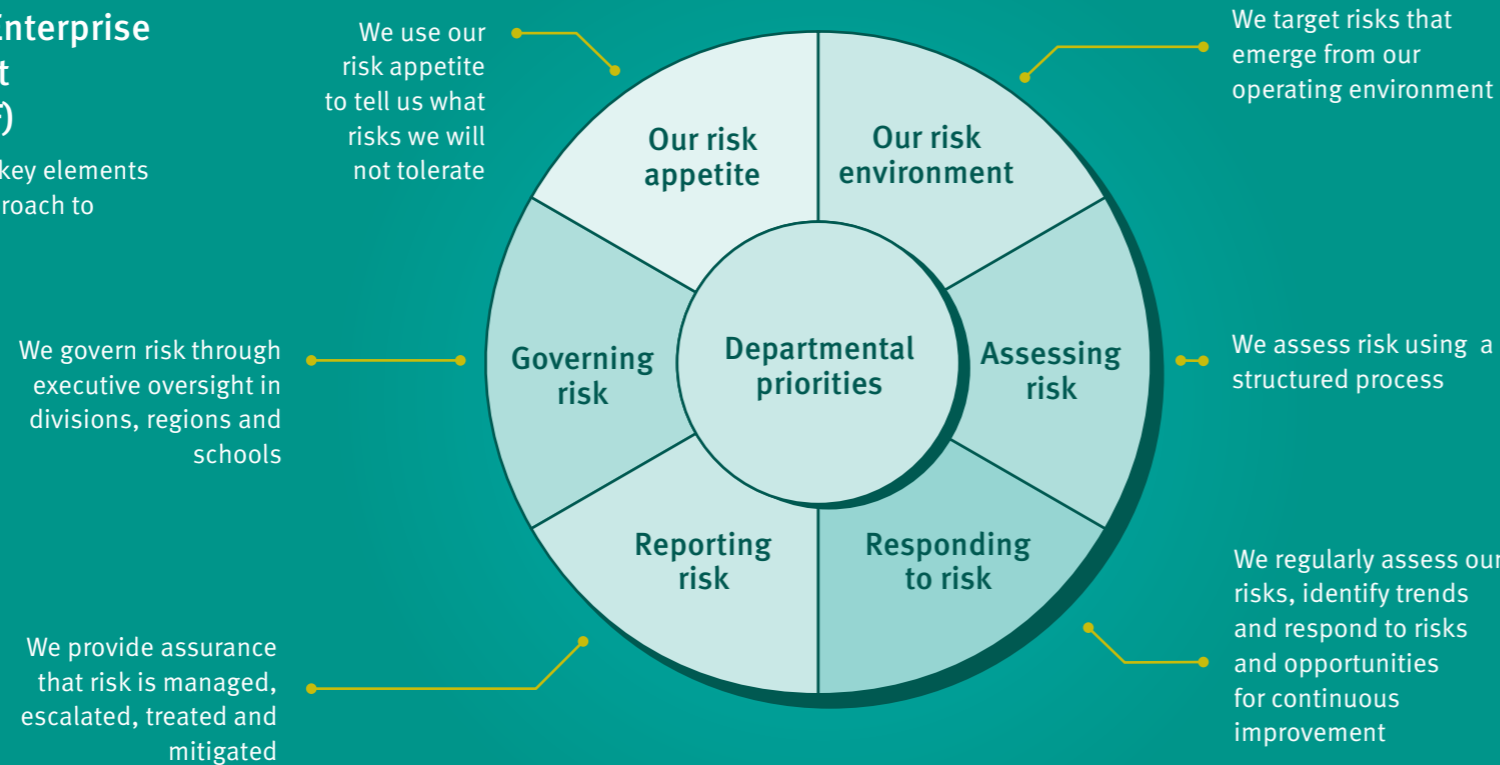 Enterprise
t
)
key elements
roach to
We use our
risk appetite
to tell us what
risks we will
not tolerate
We target risks that
emerge from our
operating environment
Our risk
appetite
Our risk
environment
We govern risk through
executive oversight in
divisions, regions and
schools
Governing
risk
Departmental
priorities
Assessing
risk
We assess risk using a
structured process
Reporting
risk
Responding
to risk
We provide assurance
that risk is managed,
escalated, treated and
mitigated
We regularly assess our
risks, identify trends
and respond to risks
and opportunities
for continuous
improvement